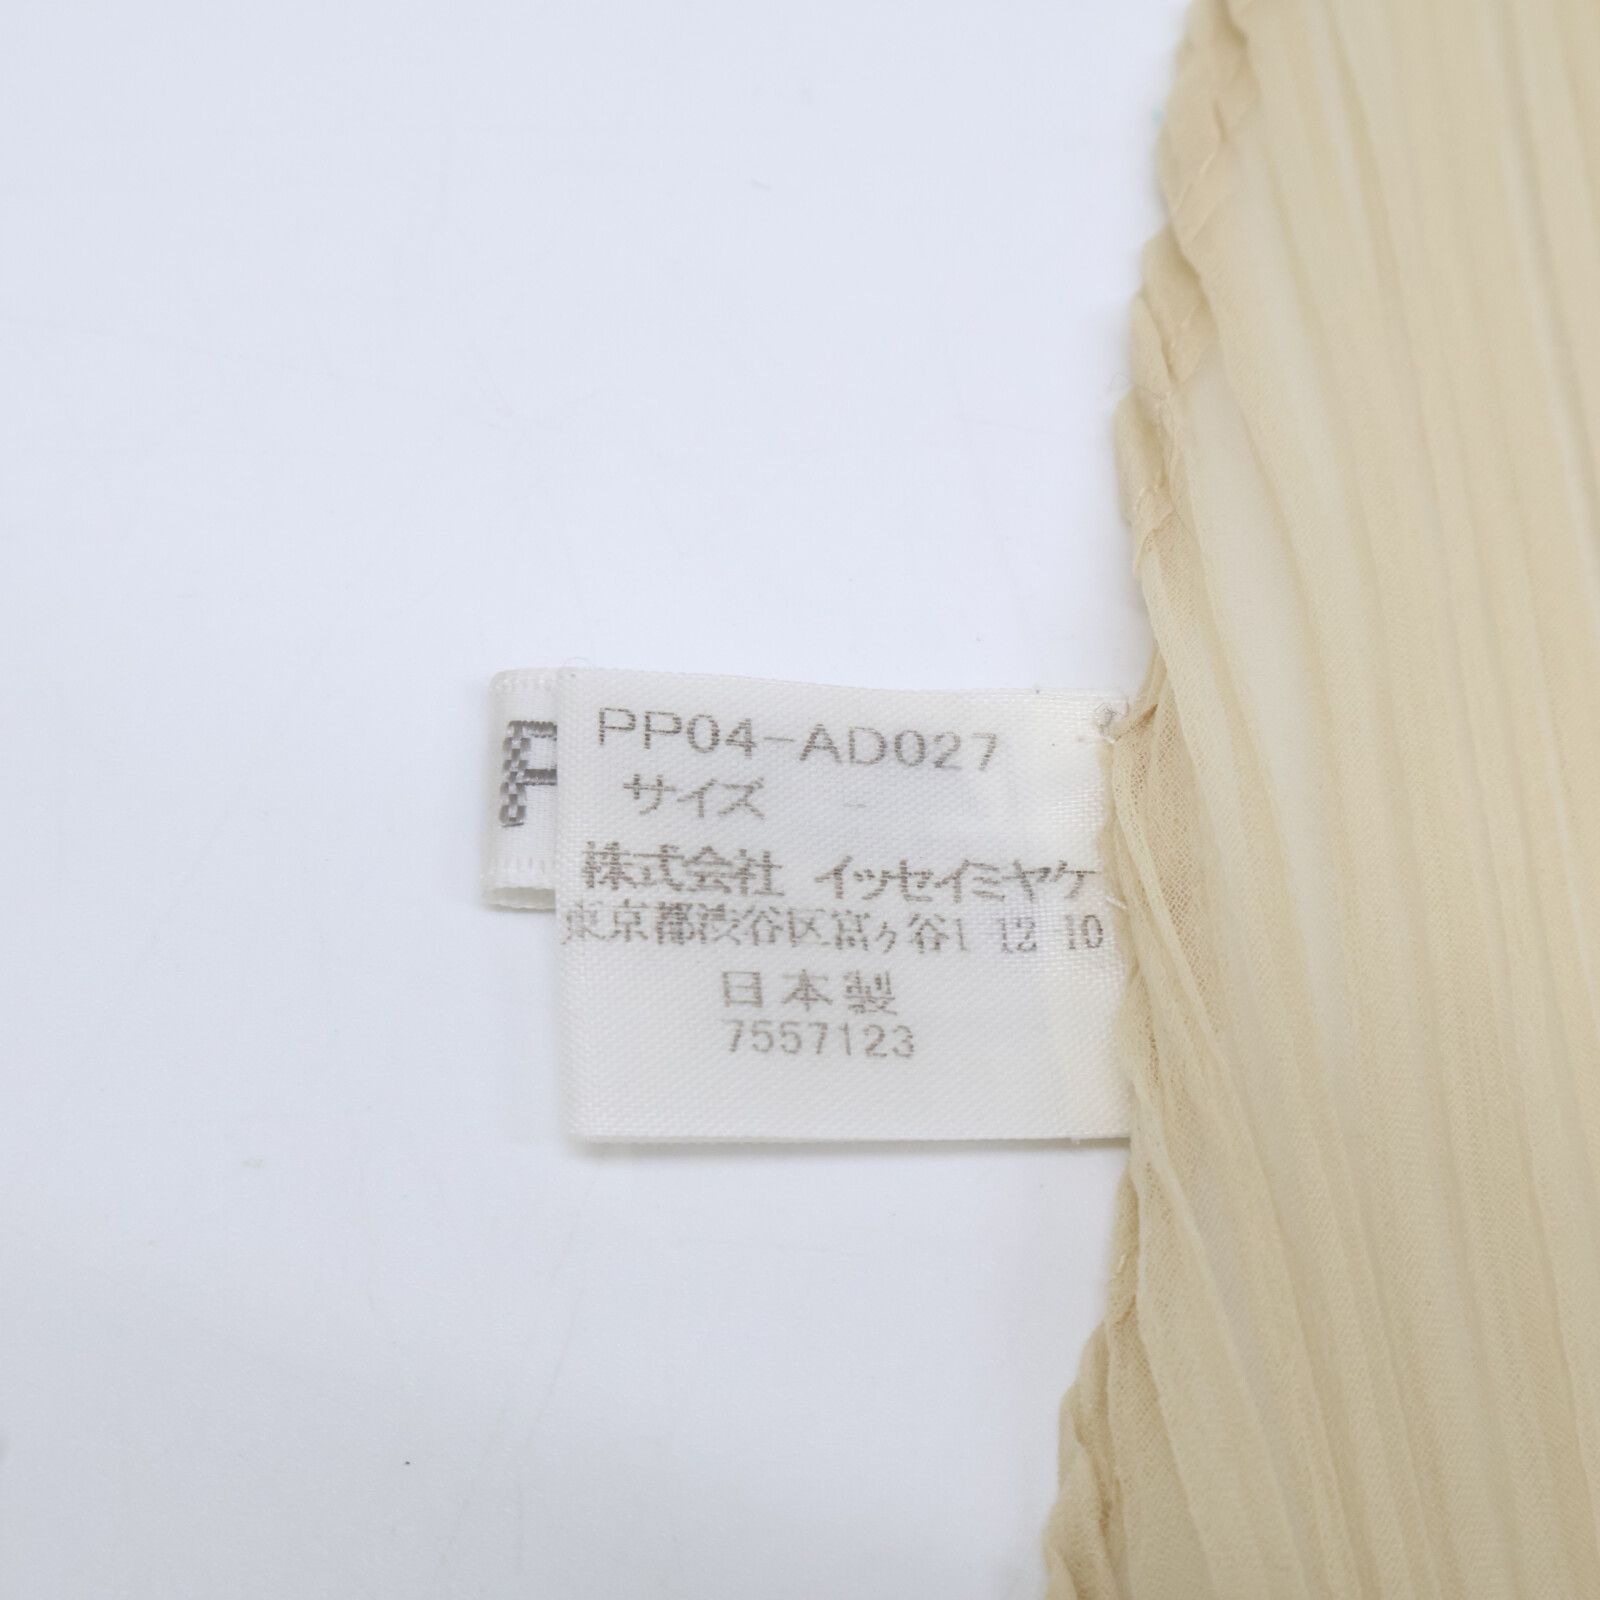 PP04-AD027
サイズ -
株式会社 イッセイミヤケ
東京都渋谷区富ヶ谷1 12 10
日本製
7557123